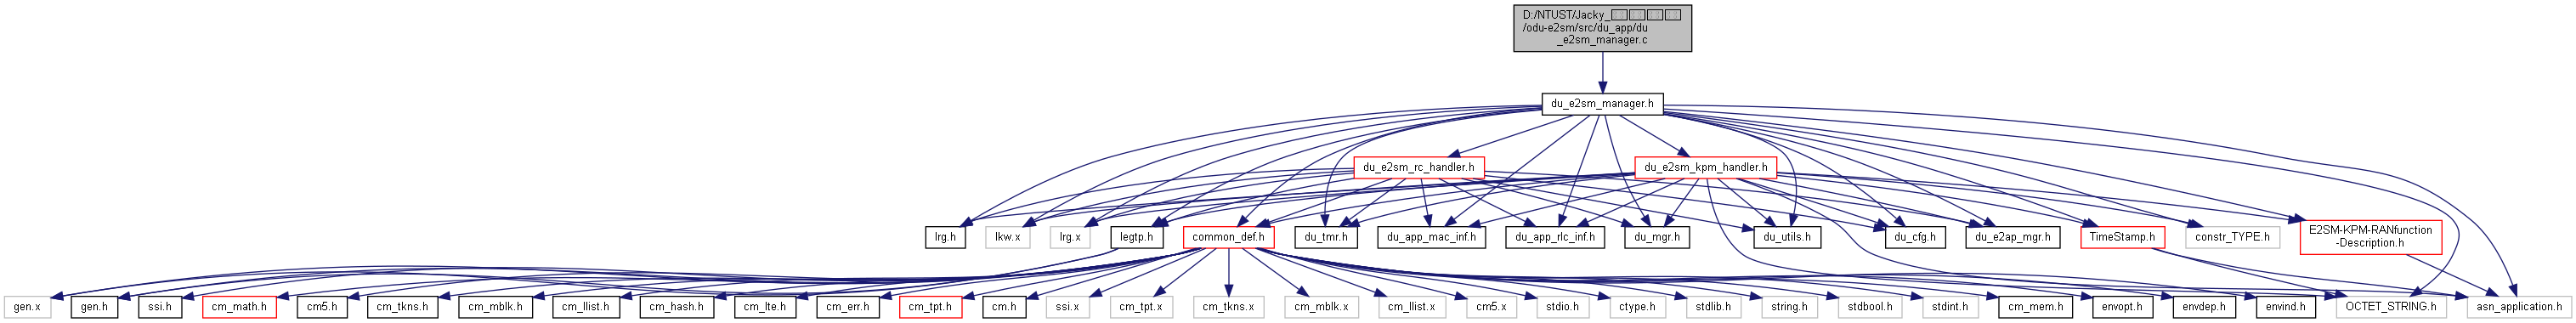 D:/NTUST/Jacky_
/odu-e2sm/src/du_app/du
_e2sm_manager.c
du_e2sm_manager.h
du_e2sm_rc_handler.h
du_e2sm_kpm_handler.h
lrg.h
lkw.x
lrg.x
legtp.h
common_def.h
du_tmr.h
du_app_mac_inf.h
du_app_rlc_inf.h
du_mgr.h
du_utils.h
du_cfg.h
du_e2ap_mgr.h
TimeStamp.h
constr_TYPE.h
E2SM-KPM-RANfunction
-Description.h
gen.x
gen.h
ssi.h
cm_math.h
cm5.h
cm_tkns.h
cm_mblk.h
cm_llist.h
cm_hash.h
cm_lte.h
cm_err.h
cm_tpt.h
cm.h
ssi.x
cm_tpt.x
cm_tkns.x
cm_mblk.x
cm_llist.x
cm5.x
stdio.h
ctype.h
stdlib.h
string.h
stdbool.h
stdint.h
cm_mem.h
envopt.h
envdep.h
envind.h
OCTET_STRING.h
asn_application.h